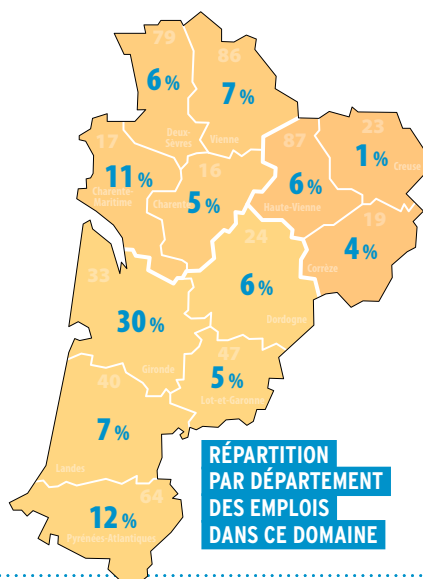 79
6 %
Deux-
Sèvres
86
7 %
Vienne
17
11 %
Charente-
Maritime
16
5 %
Charente
87
6 %
Haute-Vienne
23
1 %
Creuse
19
4 %
Corrèze
24
6 %
Dordogne
33
30 %
Gironde
47
5 %
Lot-et-Garonne
40
7 %
Landes
64
12 %
Pyrénées-Atlantiques
RÉPARTITION
PAR DÉPARTEMENT
DES EMPLOIS
DANS CE DOMAINE